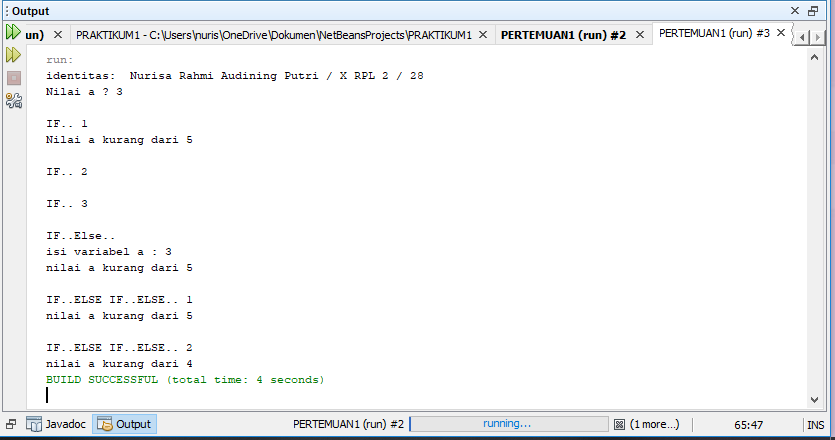 Output
un)
PRAKTIKUM1 - C:\Users\nuris\OneDrive\Dokumen\NetBeansProjects\PRAKTIKUM1
PERTEMUAN1 (run) #2
PERTEMUAN1 (run) #3
run:
identitas:  Nurisa Rahmi Audining Putri / X RPL 2 / 28
Nilai a ? 3
IF.. 1
Nilai a kurang dari 5
IF.. 2
IF.. 3
IF..Else..
isi variabel a : 3
nilai a kurang dari 5
IF..ELSE IF..ELSE.. 1
nilai a kurang dari 5
IF..ELSE IF..ELSE.. 2
nilai a kurang dari 4
BUILD SUCCESSFUL (total time: 4 seconds)
Javadoc
Output
PERTEMUAN1 (run) #2
running...
(1 more...)
65:47
INS